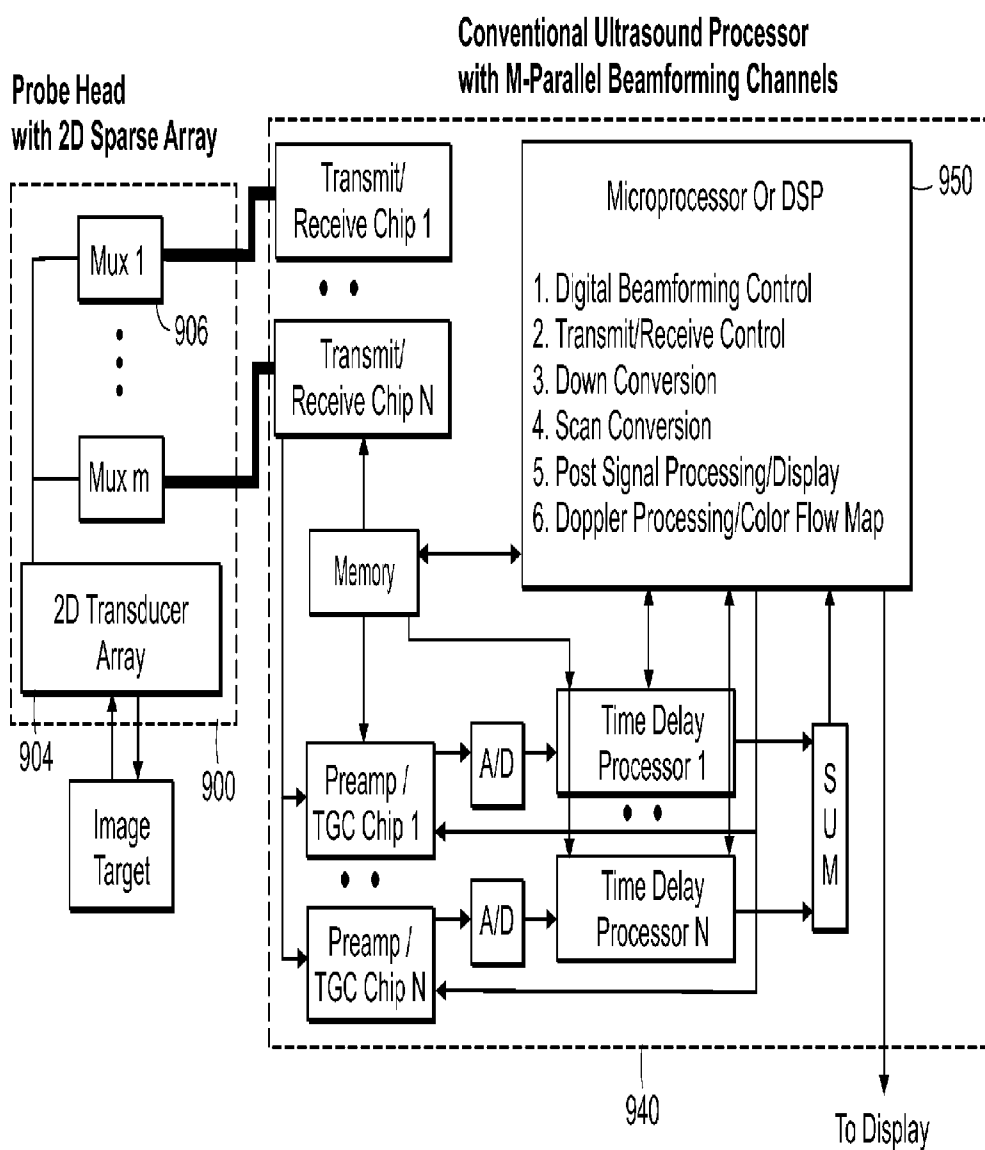 Conventional Ultrasound Processor
with M-Parallel Beamforming Channels
Probe Head
with 2D Sparse Array
Mux 1
906
Mux m
2D Transducer
Array
904
900
Image
Target
Transmit/
Receive Chip 1
Transmit/
Receive Chip N
Memory
Microprocessor Or DSP
950
1. Digital Beamforming Control
2. Transmit/Receive Control
3. Down Conversion
4. Scan Conversion
5. Post Signal Processing/Display
6. Doppler Processing/Color Flow Map
Preamp /
TGC Chip 1
A/D
Time Delay
Processor 1
Preamp /
TGC Chip N
A/D
Time Delay
Processor N
S
U
M
940
To Display